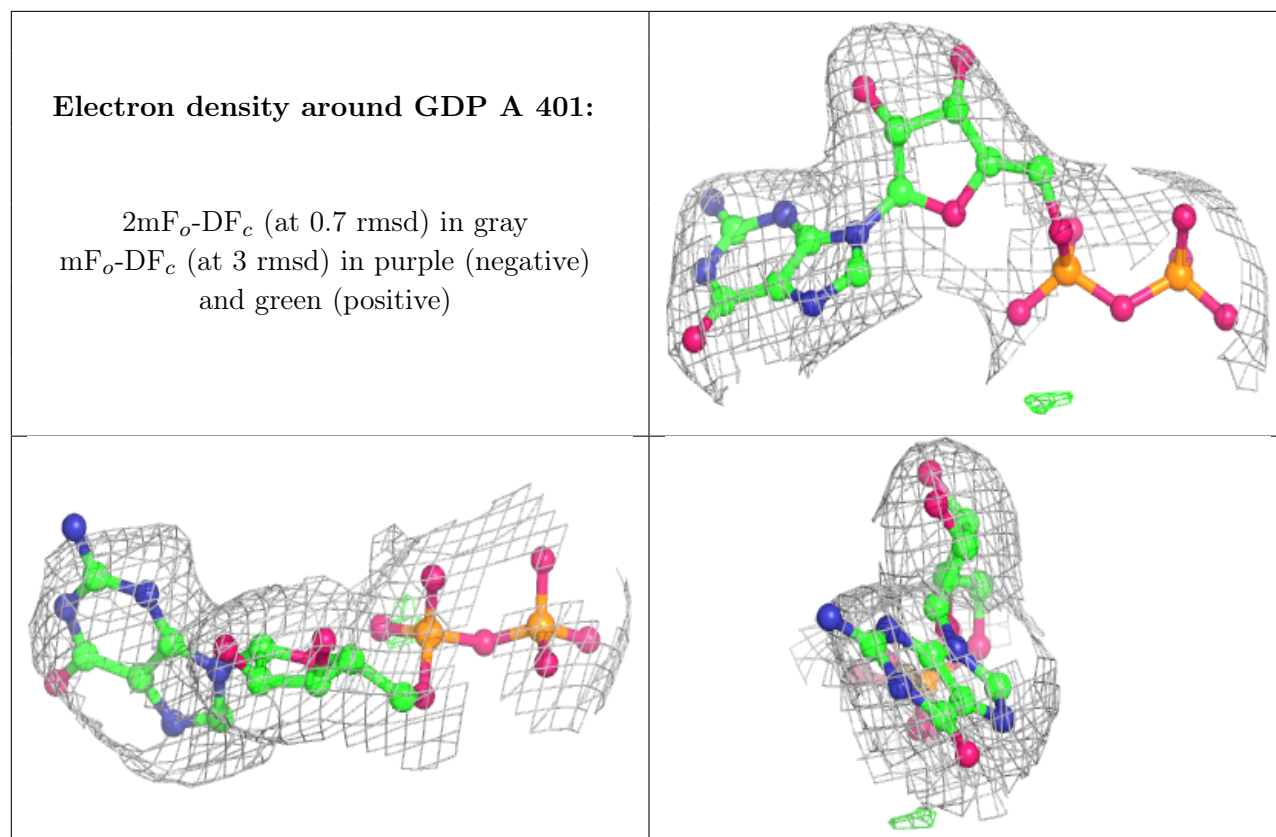 Electron density around GDP A 401:
2mFo-DFc (at 0.7 rmsd) in gray
mFo-DFc (at 3 rmsd) in purple (negative)
and green (positive)